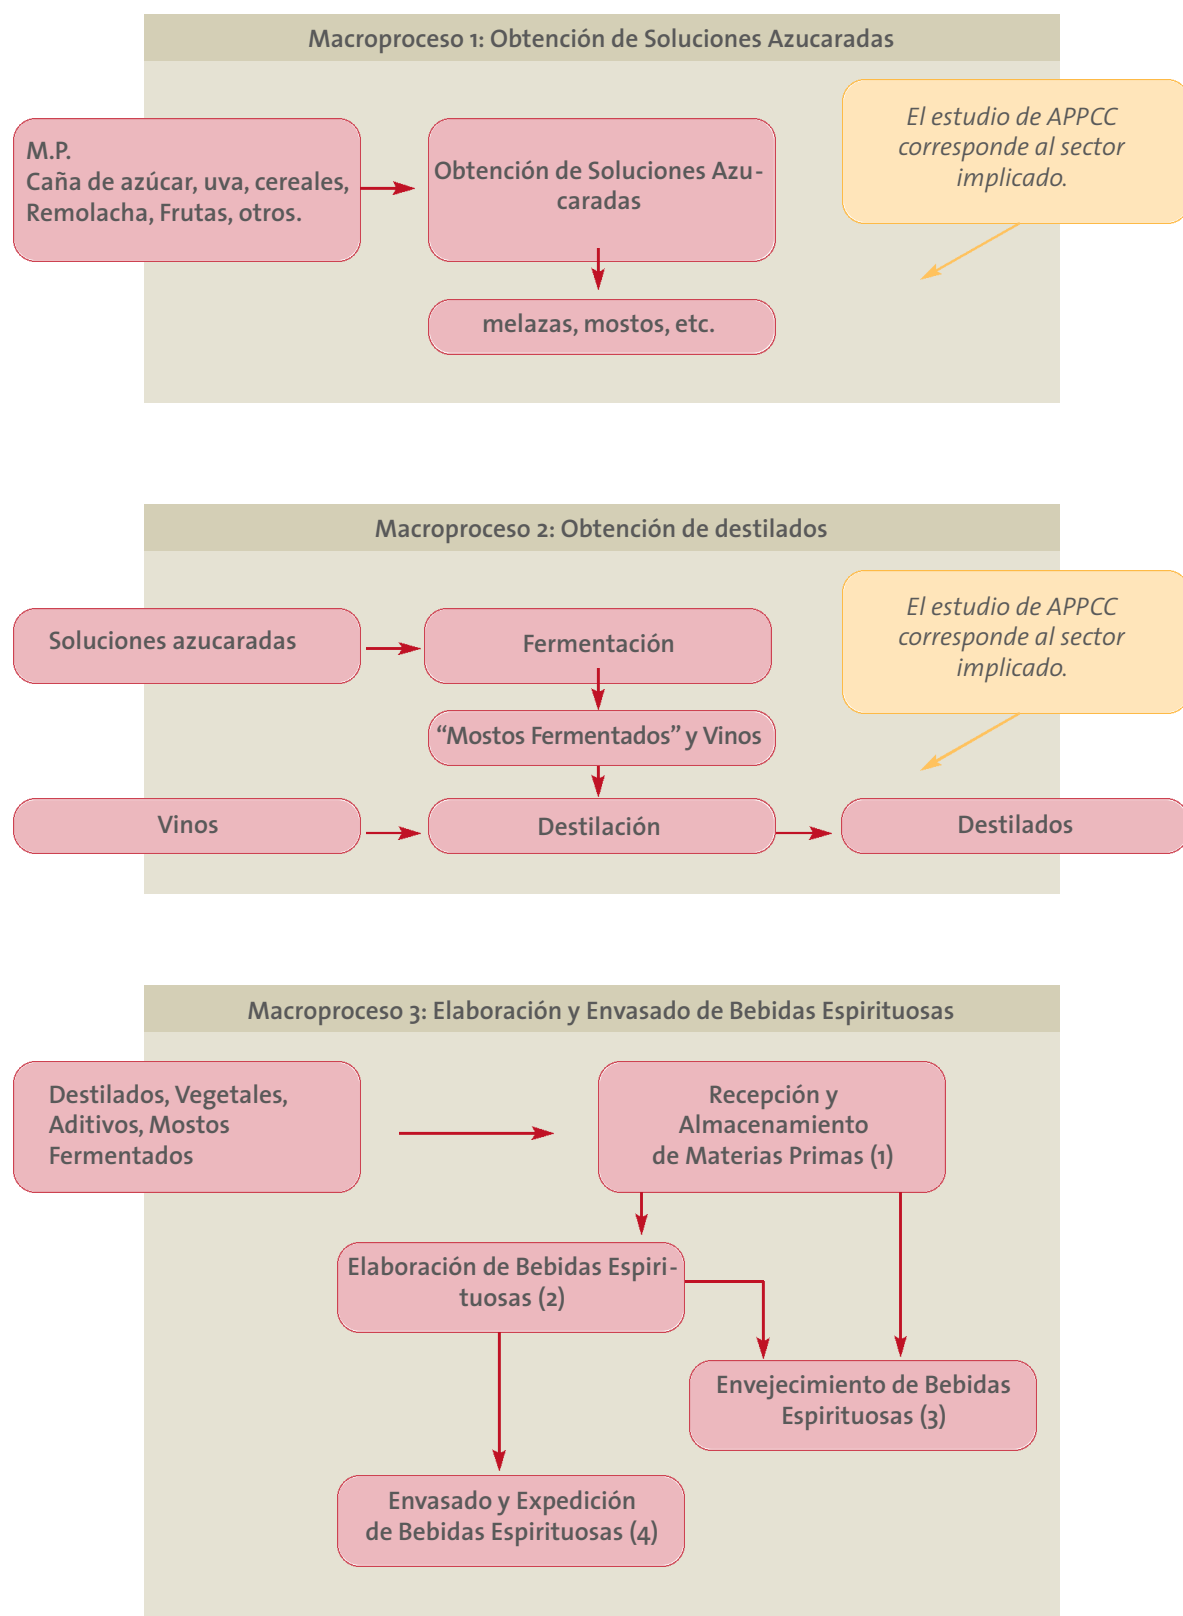 Macroproceso 1: Obtención de Soluciones Azucaradas
El estudio de APPCC
corresponde al sector
implicado.
M.P.
Caña de azúcar, uva, cereales,
Remolacha, Frutas, otros.
Obtención de Soluciones Azu-
caradas
melazas, mostos, etc.
Macroproceso 2: Obtención de destilados
El estudio de APPCC
corresponde al sector
implicado.
Soluciones azucaradas
Fermentación
“Mostos Fermentados” y Vinos
Vinos
Destilación
Destilados
Macroproceso 3: Elaboración y Envasado de Bebidas Espirituosas
Destilados, Vegetales,
Aditivos, Mostos
Fermentados
Recepción y
Almacenamiento
de Materias Primas (1)
Elaboración de Bebidas Espiri-
tuosas (2)
Envejecimiento de Bebidas
Espirituosas (3)
Envasado y Expedición
de Bebidas Espirituosas (4)